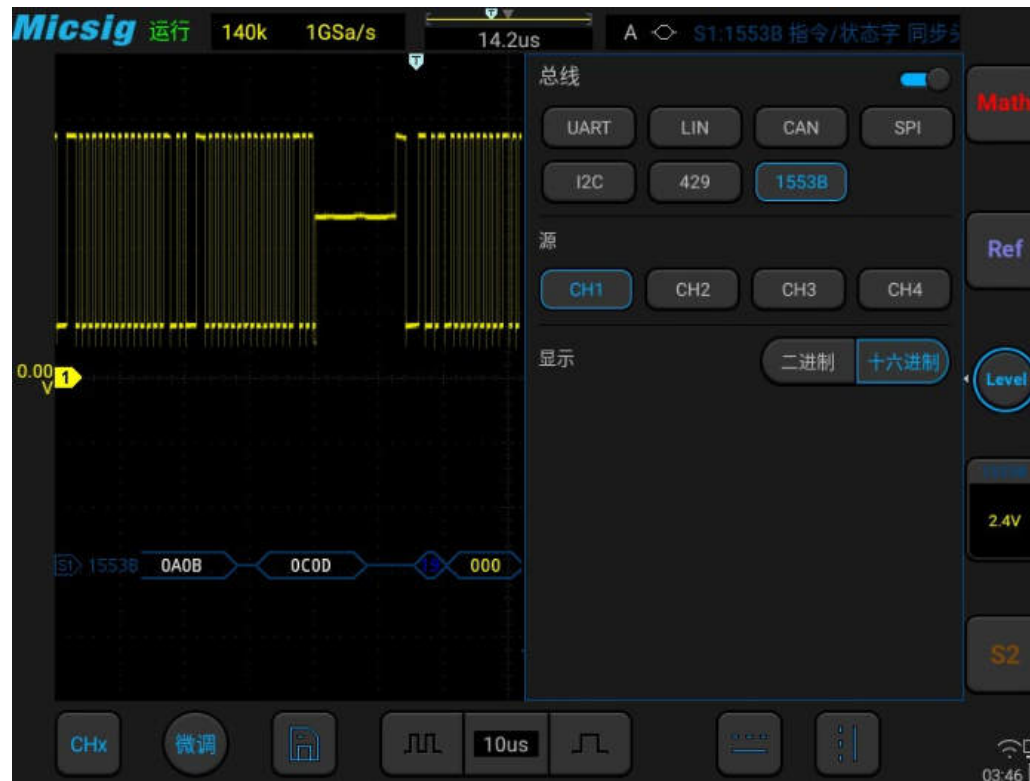 Micsig 运行 140k 1GSa/s 14.2us A S1:1553B 指令/状态字 同步
T
T
总线
UART LIN CAN SPI
I2C 429 1553B
源
CH1 CH2 CH3 CH4
显示 二进制 十六进制
0.00
V
1
S1 1553B 0A0B 0C0D 19 000
Math
Ref
Level
2.4V
S2
CHx 微调 10us
03:46